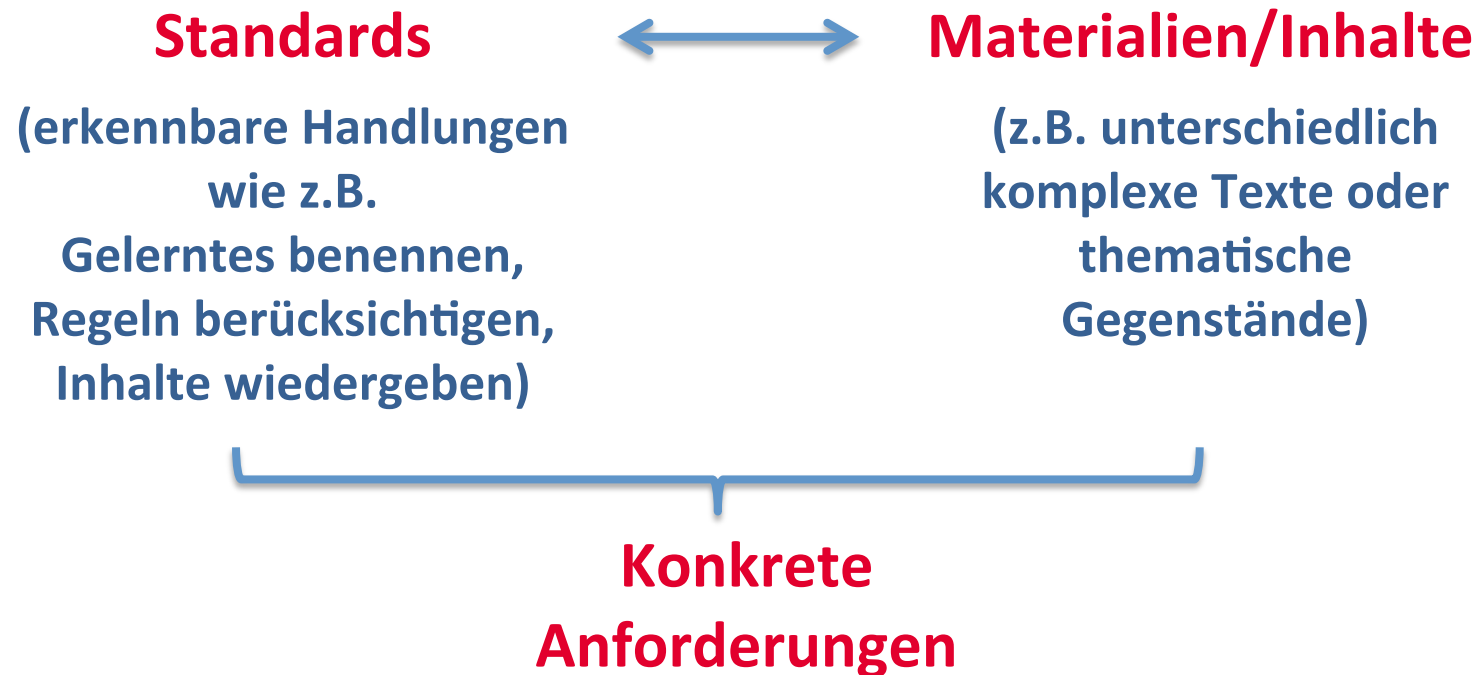 Standards
(erkennbare Handlungen
wie z.B.
Gelerntes benennen,
Regeln berücksichtigen,
Inhalte wiedergeben)
Materialien/Inhalte
(z.B. unterschiedlich
komplexe Texte oder
thematische
Gegenstände)
Konkrete
Anforderungen